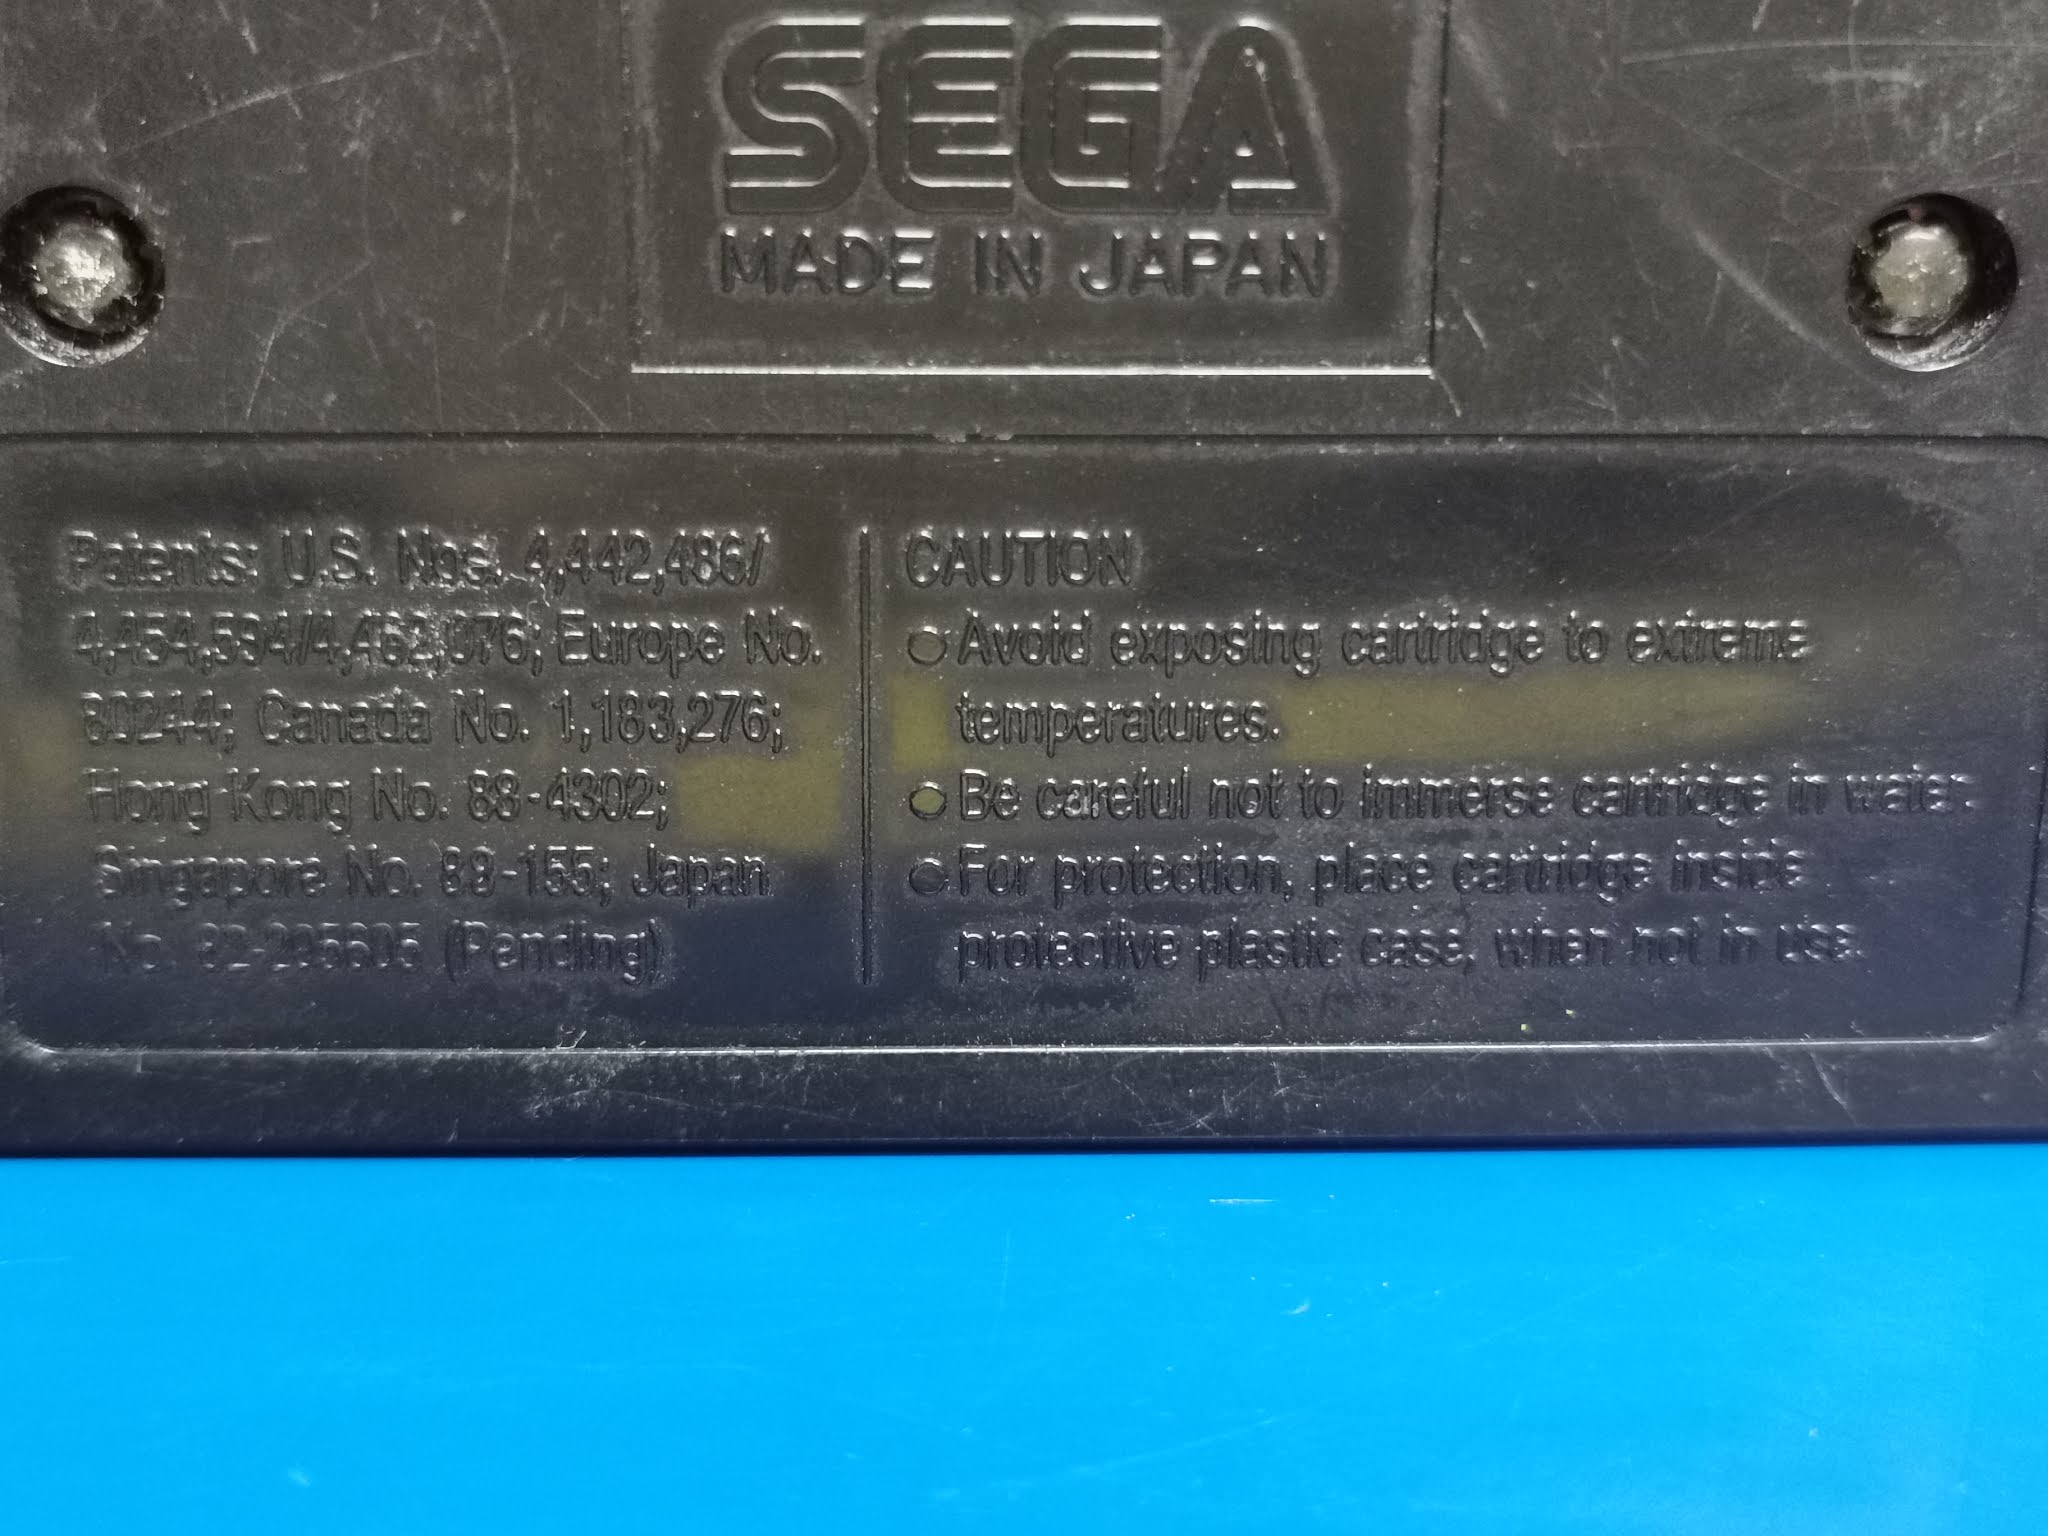 SEGA
MADE IN JAPAN
Patents: U.S. Nos. 4,442,486/
4,454,594/4,462,076; Europe No.
80244; Canada No. 1,183,276;
Hong Kong No. 88-4302;
Singapore No. 88-155; Japan
No. 82-205605 (Pending)
CAUTION
Avoid exposing cartridge to extreme
temperatures.
Be careful not to immerse cartridge in water.
For protection, place cartridge inside
protective plastic case, when not in use.